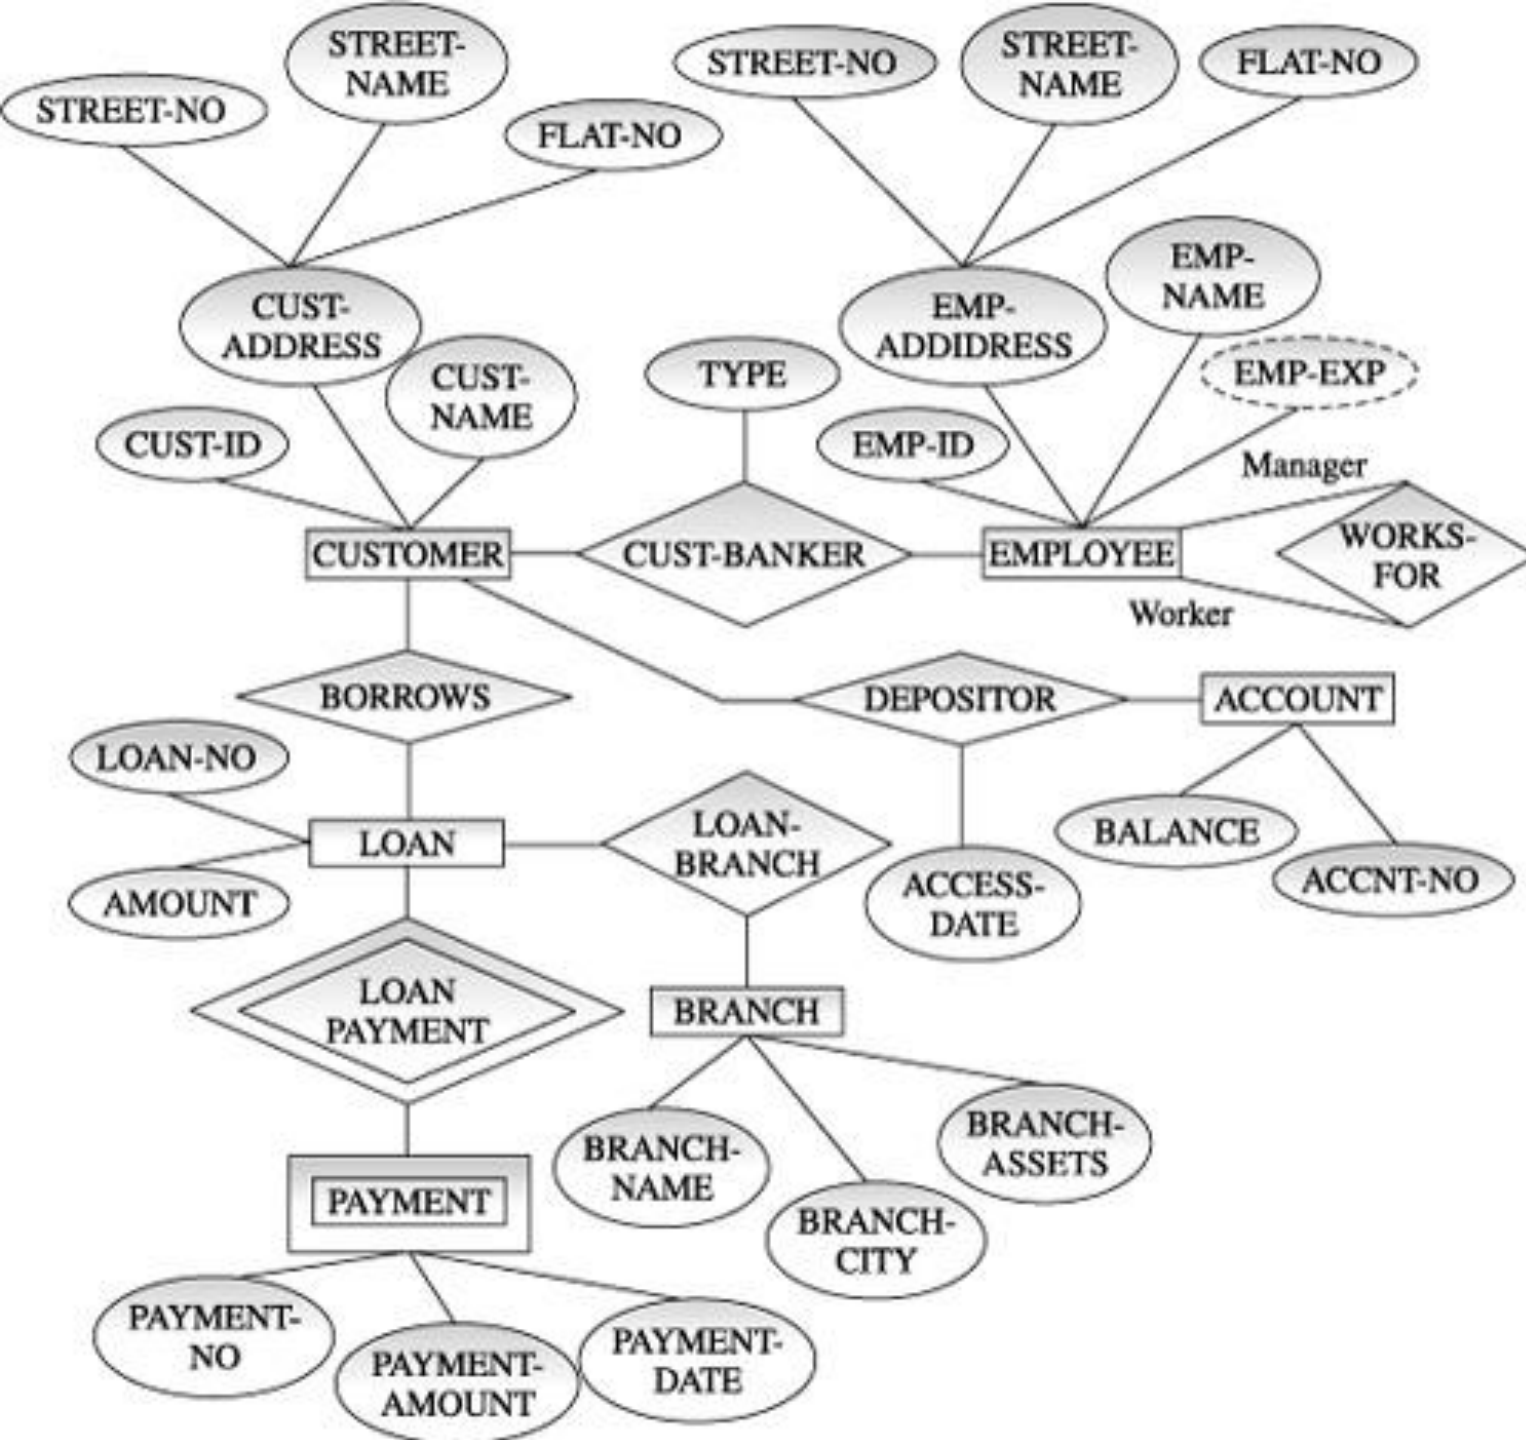 STREET-
NAME
STREET-NO
FLAT-NO
STREET-NO
STREET-
NAME
FLAT-NO
CUST-
ADDRESS
CUST-
NAME
CUST-ID
TYPE
EMP-
ADDIDRESS
EMP-
NAME
EMP-EXP
EMP-ID
Manager
CUSTOMER
CUST-BANKER
EMPLOYEE
WORKS-
FOR
Worker
BORROWS
DEPOSITOR
ACCOUNT
LOAN-NO
LOAN
AMOUNT
LOAN-
BRANCH
ACCESS-
DATE
BALANCE
ACCNT-NO
LOAN
PAYMENT
BRANCH
BRANCH-
NAME
BRANCH-
CITY
BRANCH-
ASSETS
PAYMENT
PAYMENT-
NO
PAYMENT-
AMOUNT
PAYMENT-
DATE